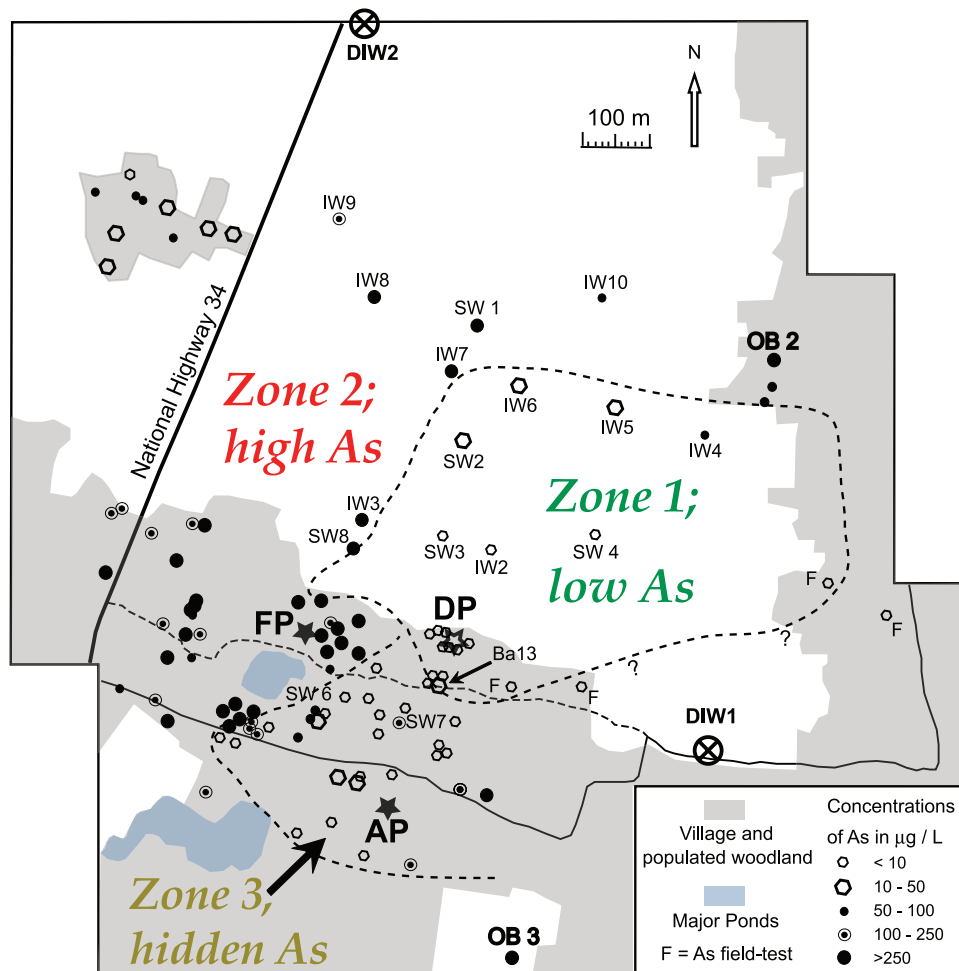 DIW2
N
100 m
IW9
IW8
IW10
SW 1
OB 2
IW7
National Highway 34
Zone 2;
high As
IW6
IW5
SW2
IW4
Zone 1;
low As
IW3
SW8
SW3
IW2
SW 4
F
F
FP
DP
Ba13
?
?
F
F
SW 6
SW7
DIW1
AP
Zone 3;
hidden As
OB 3
Village and
populated woodland
Major Ponds
F = As field-test
Concentrations
of As in µg / L
< 10
10 - 50
50 - 100
100 - 250
>250